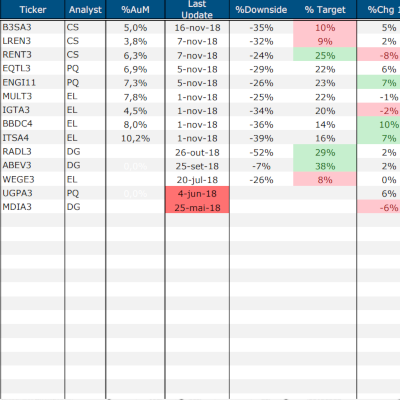 Ticker Analyst %AuM Last Update %Downside % Target %Chg 1
B3SA3 CS 5,0% 16-nov-18 -35% 10% 5%
LREN3 CS 3,8% 7-nov-18 -32% 9% 2%
RENT3 CS 6,3% 7-nov-18 -24% 25% -8%
EQTL3 PQ 6,9% 5-nov-18 -29% 22% 6%
ENGI11 PQ 7,3% 5-nov-18 -26% 23% 7%
MULT3 EL 7,8% 1-nov-18 -25% 22% -1%
IGTA3 EL 4,5% 1-nov-18 -34% 20% -2%
BBDC4 EL 8,0% 1-nov-18 -36% 14% 10%
ITSA4 EL 10,2% 1-nov-18 -39% 16% 7%
RADL3 DG 26-out-18 -52% 29% 2%
ABEV3 DG 0,0% 25-set-18 -7% 38% 2%
WEGE3 EL 20-jul-18 -26% 8% 0%
UGPA3 PQ 0,0% 4-jun-18 6%
MDIA3 DG 25-mai-18 -6%